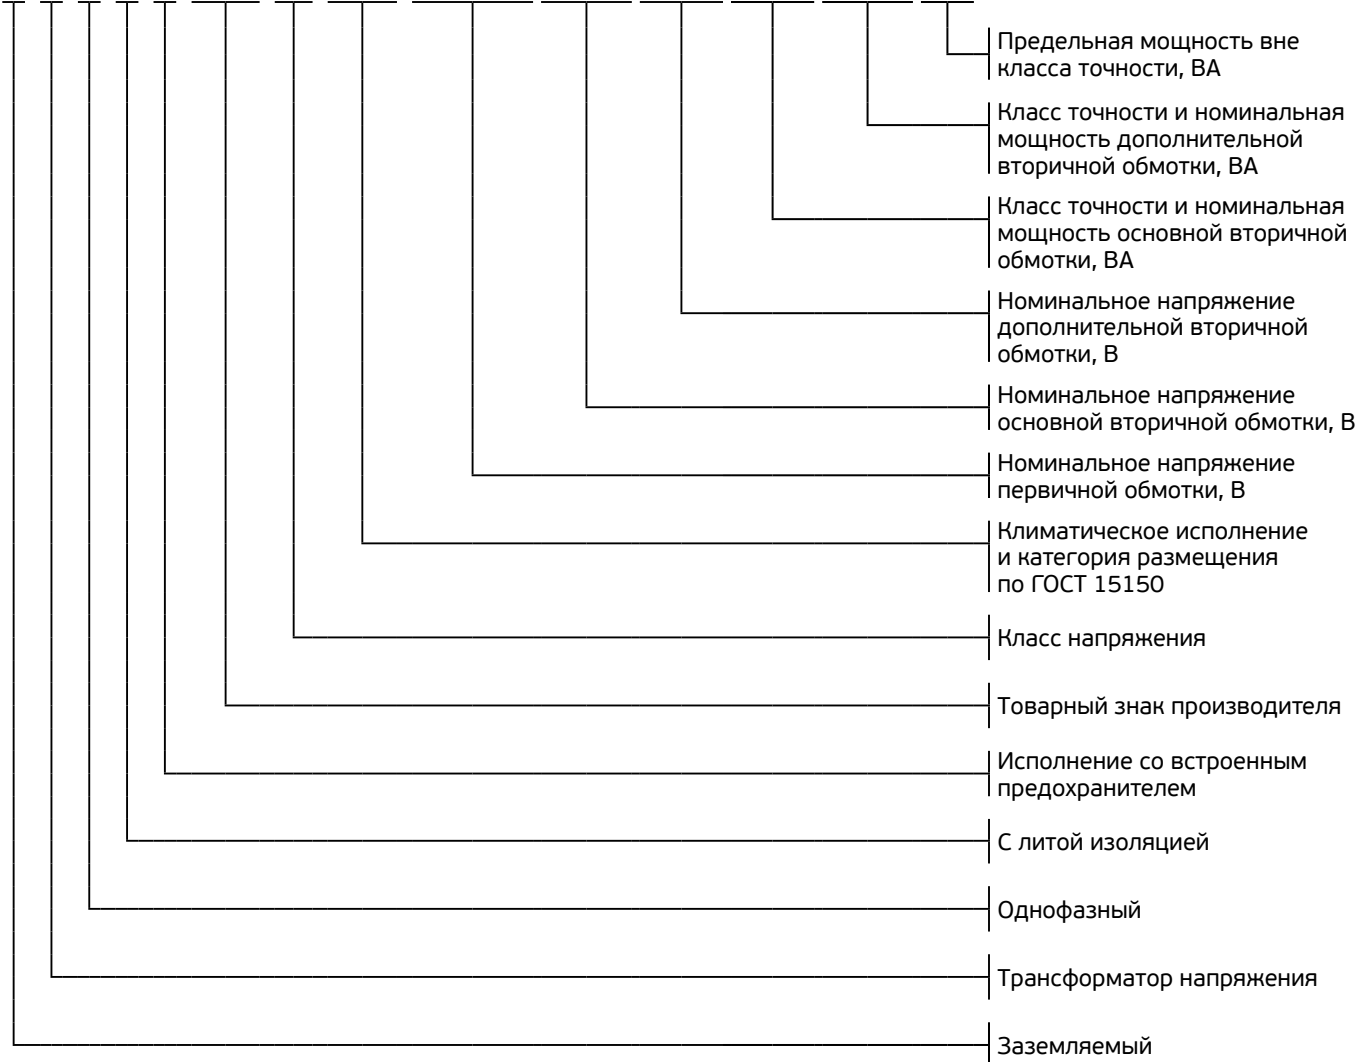 Предельная мощность вне
класса точности, ВА
Класс точности и номинальная
мощность дополнительной
вторичной обмотки, ВА
Класс точности и номинальная
мощность основной вторичной
обмотки, ВА
Номинальное напряжение
дополнительной вторичной
обмотки, В
Номинальное напряжение
основной вторичной обмотки, В
Номинальное напряжение
первичной обмотки, В
Климатическое исполнение
и категория размещения
по ГОСТ 15150
Класс напряжения
Товарный знак производителя
Исполнение со встроенным
предохранителем
С литой изоляцией
Однофазный
Трансформатор напряжения
Заземляемый